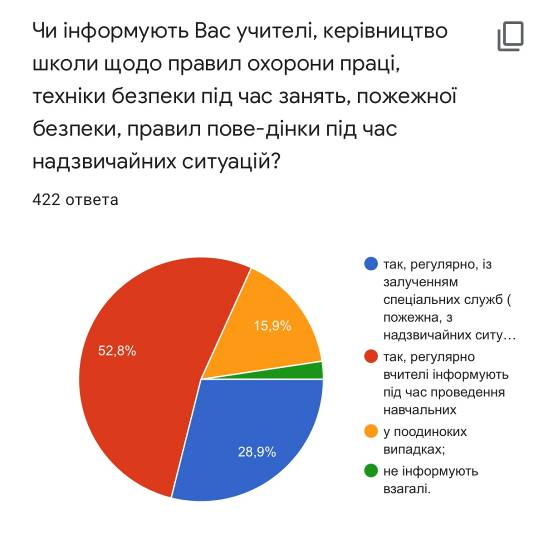 Чи інформують Вас учителі, керівництво
школи щодо правил охорони праці,
техніки безпеки під час занять, пожежної
безпеки, правил пове-дінки під час
надзвичайних ситуацій?
422 ответа
52,8%
15,9%
28,9%
так, регулярно, із
залученням
спеціальних служб (
пожежна, з
надзвичайних ситу…
так, регулярно
вчителі інформують
під час проведення
навчальних
у поодиноких
випадках;
не інформують
взагалі.